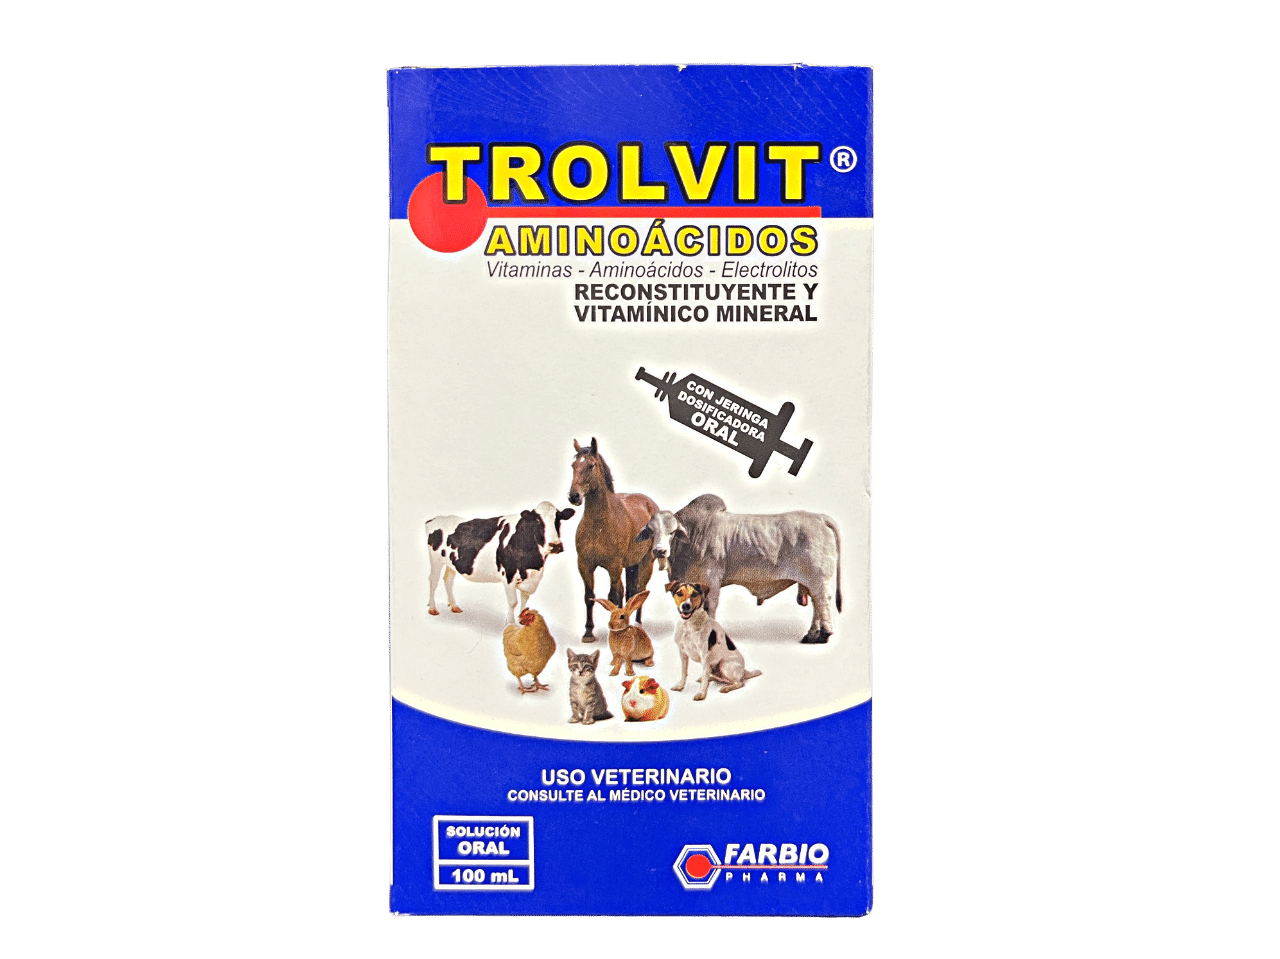 TROLVIT®
AMINOÁCIDOS
Vitaminas - Aminoácidos - Electrolitos
RECONSTITUYENTE Y
VITAMÍNICO MINERAL
CON JERINGA
DOSIFICADORA
ORAL
USO VETERINARIO
CONSULTE AL MÉDICO VETERINARIO
SOLUCIÓN
ORAL
100 mL
FARBIO
PHARMA